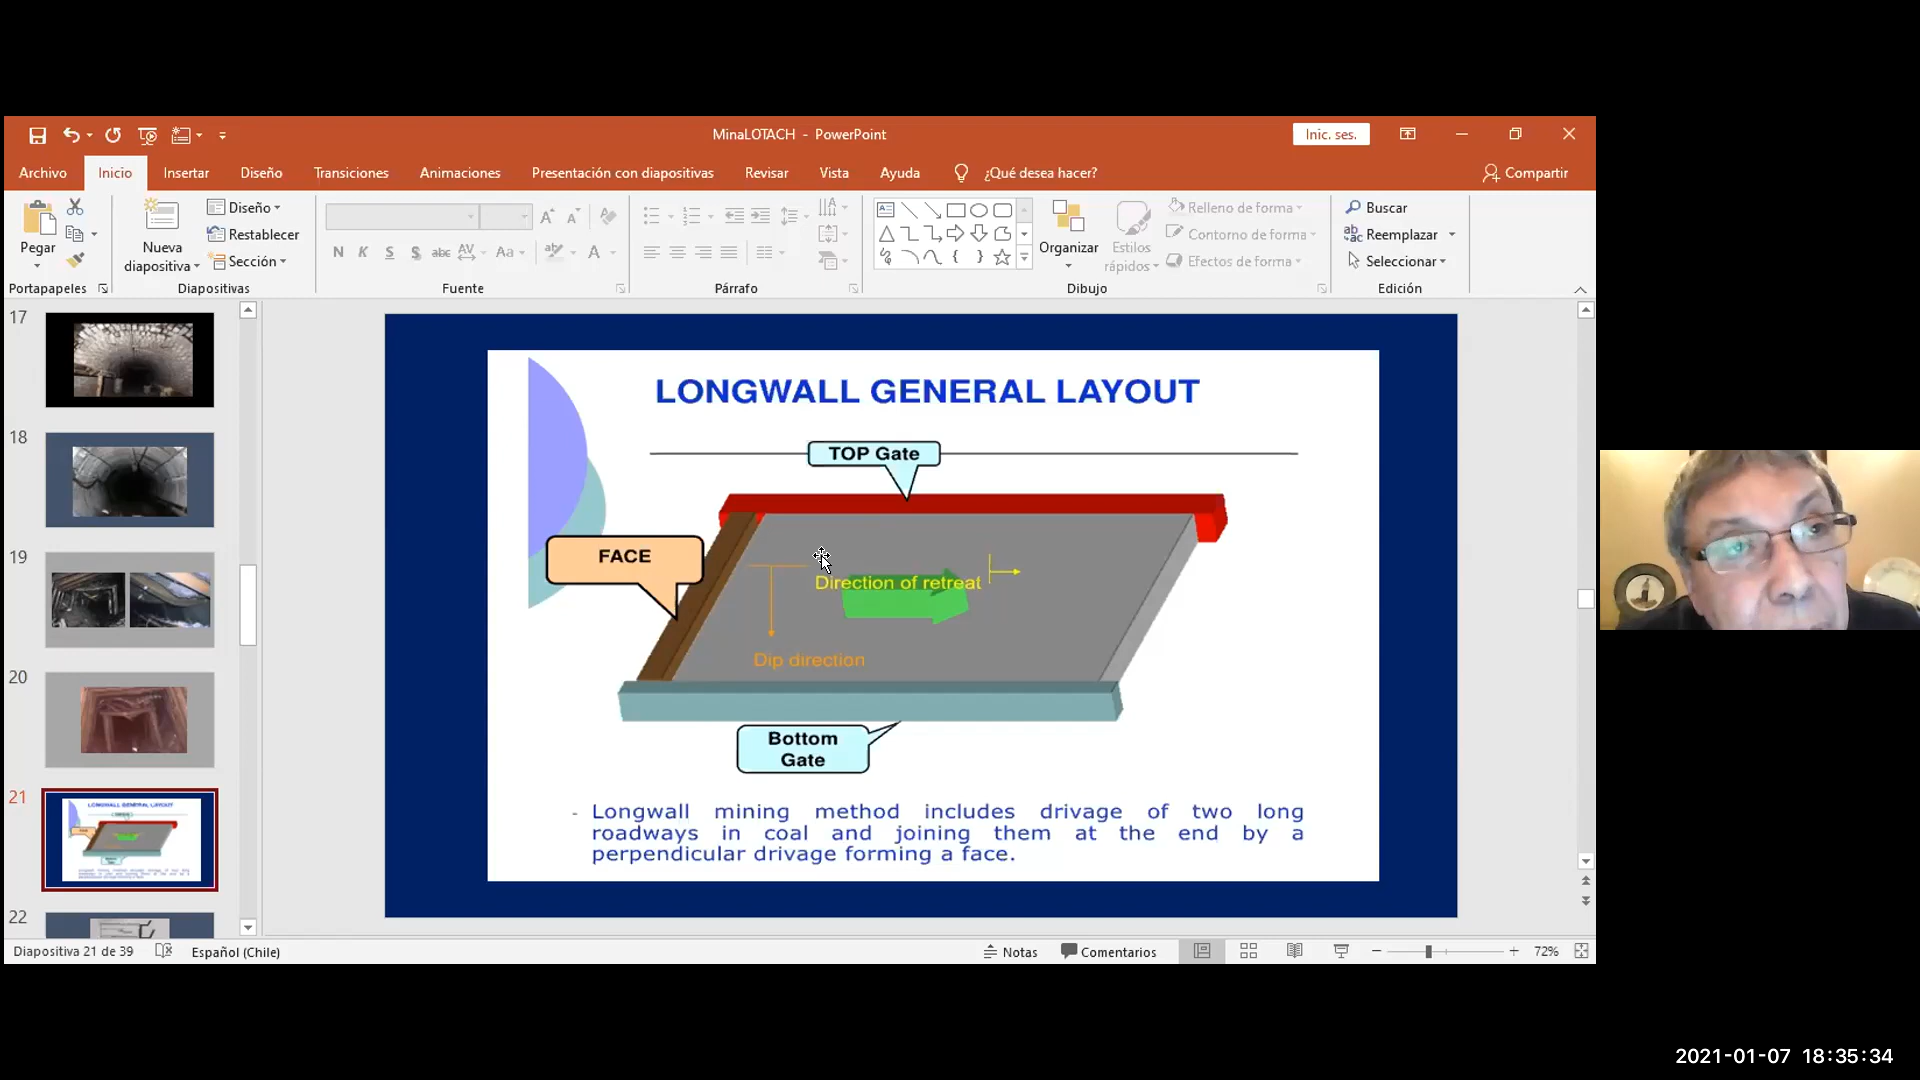 MinaLOTACH - PowerPoint
Inic. ses.
Archivo
Inicio
Insertar
Diseño
Transiciones
Animaciones
Presentación con diapositivas
Revisar
Vista
Ayuda
¿Qué desea hacer?
Compartir
Pegar
Nueva
diapositiva
Diseño
Restablecer
Sección
N K S S abc AV Aa A
Organizar
Estilos
rápidos
Relleno de forma
Contorno de forma
Efectos de forma
Buscar
Reemplazar
Seleccionar
Portapapeles
Diapositivas
Fuente
Párrafo
Dibujo
Edición
17
18
19
20
21
22
LONGWALL GENERAL LAYOUT
TOP Gate
FACE
Direction of retreat
Dip direction
Bottom
Gate
- Longwall mining method includes drivage of two long
roadways in coal and joining them at the end by a
perpendicular drivage forming a face.
Diapositiva 21 de 39
Español (Chile)
Notas
Comentarios
72%
2021-01-07 18:35:34